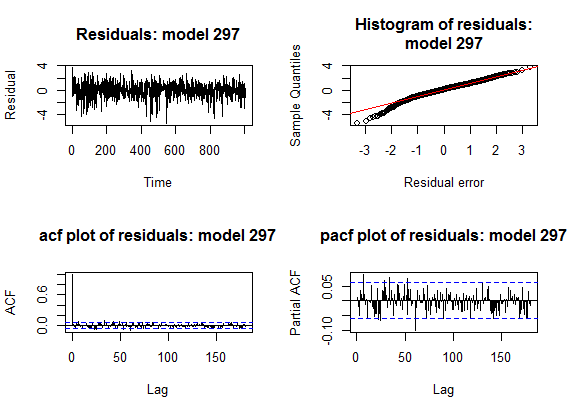 Residuals: model 297
Residual
4
0
-4
0 200 400 600 800
Time
Histogram of residuals:
model 297
Sample Quantiles
4
0
-4
-3 -2 -1 0 1 2 3
Residual error
acf plot of residuals: model 297
ACF
0.6
0.0
0 50 100 150
Lag
pacf plot of residuals: model 297
Partial ACF
0.05
-0.10
0 50 100 150
Lag